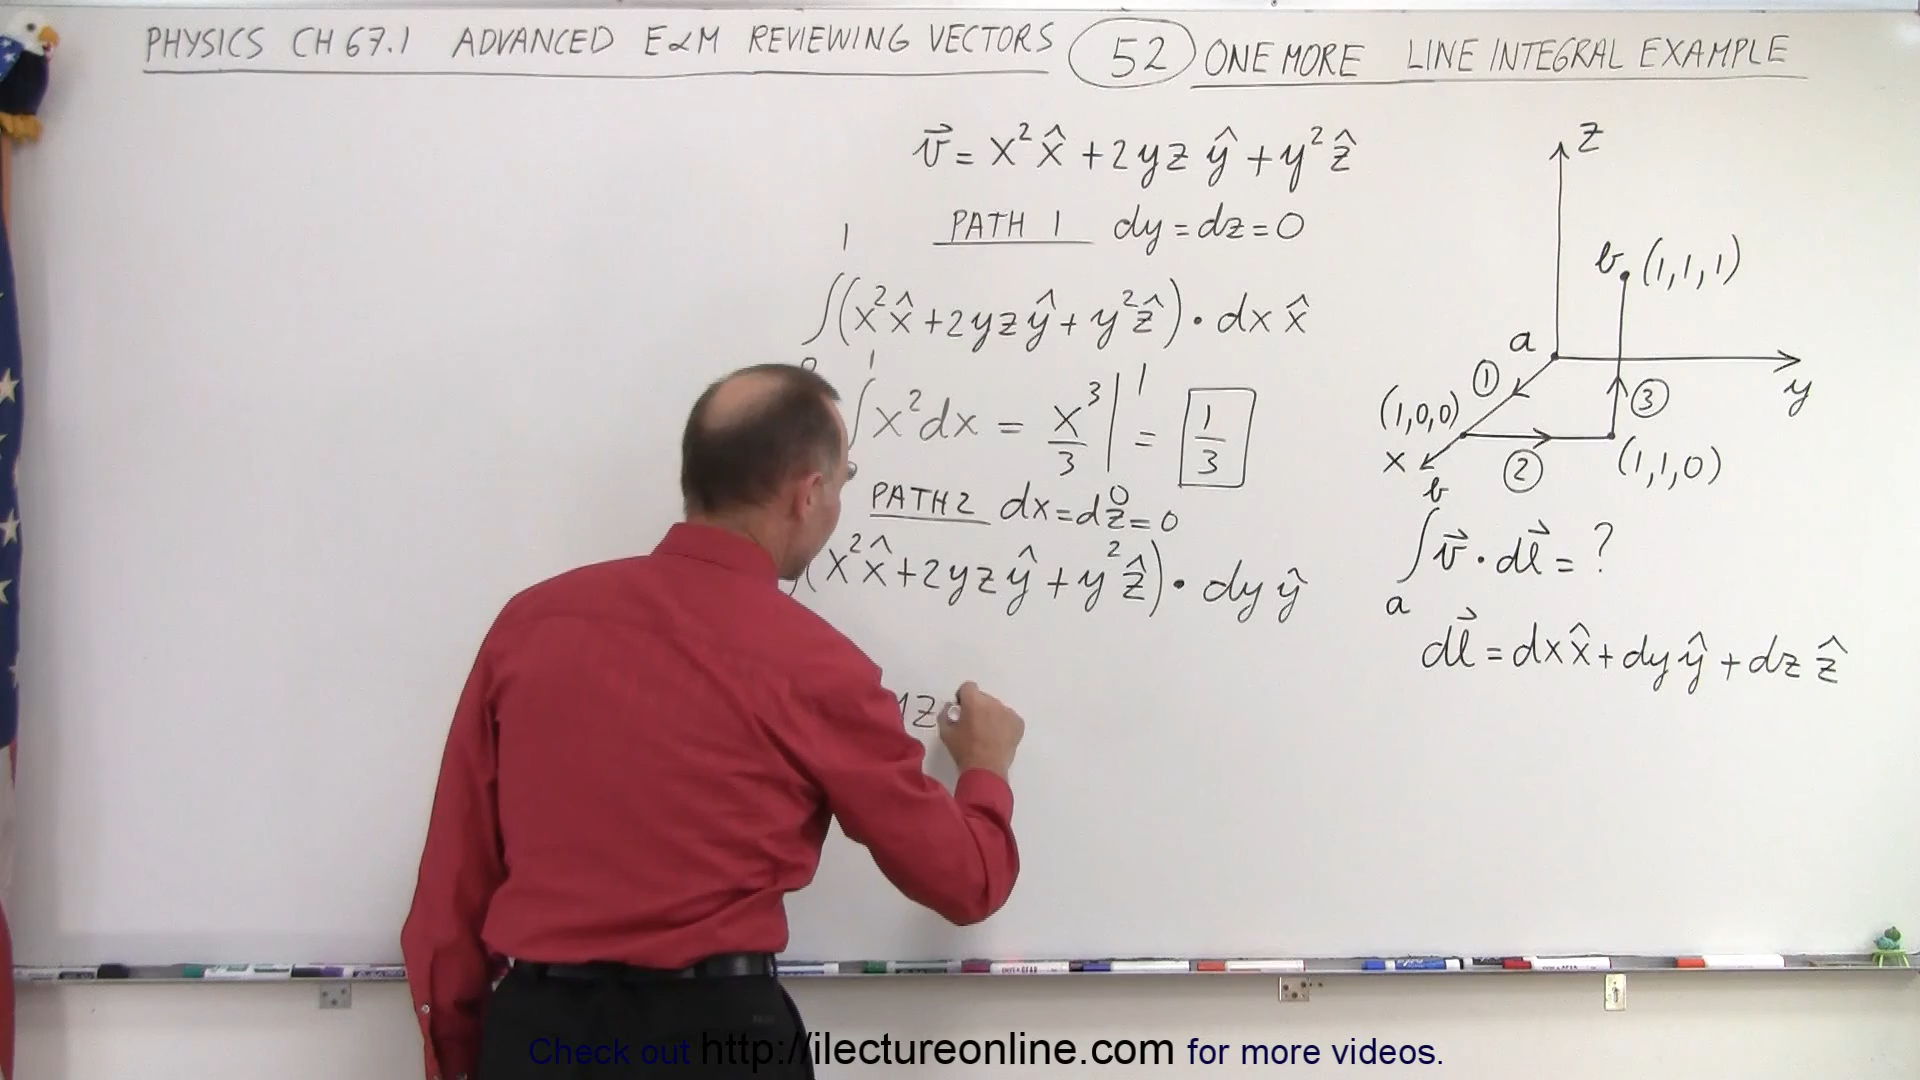 PHYSICS CH 67.1 ADVANCED E&M REVIEWING VECTORS 52 ONE MORE LINE INTEGRAL EXAMPLE
v⃗ = x² x̂ + 2yz ŷ + y² ẑ
PATH 1 dy = dz = 0
1
∫(x² x̂ + 2yz ŷ + y² ẑ) · dx x̂
1
∫ x² dx = x³/3 |¹ = 1/3
PATH 2 dx = dz = 0
0
(x² x̂ + 2yz ŷ + y² ẑ) · dy ŷ
yz
z
b (1,1,1)
a
y
①
③
(1,0,0)
x
②
(1,1,0)
b
∫ v⃗ · dl⃗ = ?
a
dl⃗ = dx x̂ + dy ŷ + dz ẑ
Check out http://ilectureonline.com for more videos.